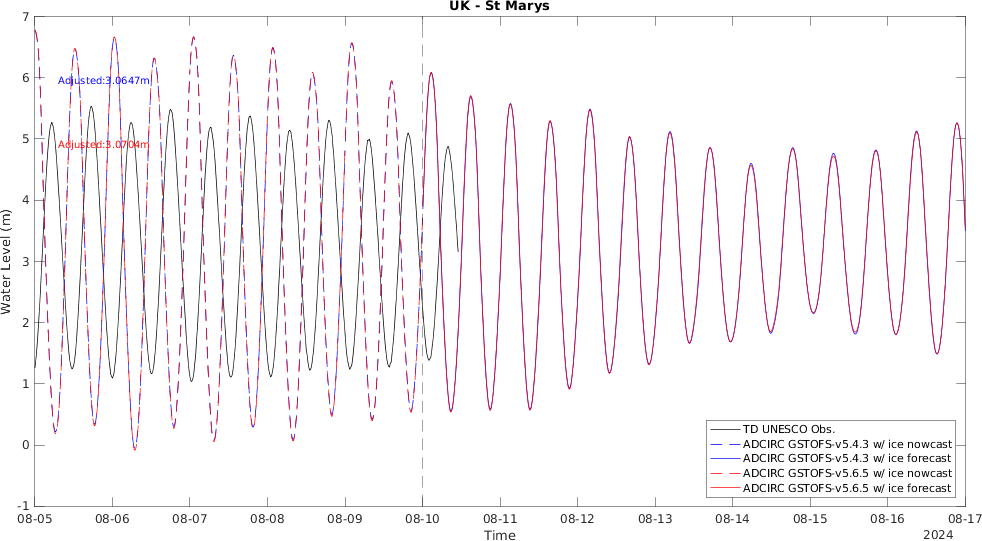 UK - St Marys
7
6
5
4
3
2
1
0
-1
Water Level (m)
Adjusted:3.0647m
Adjusted:3.0704m
TD UNESCO Obs.
ADCIRC GSTOFS-v5.4.3 w/ ice nowcast
ADCIRC GSTOFS-v5.4.3 w/ ice forecast
ADCIRC GSTOFS-v5.6.5 w/ ice nowcast
ADCIRC GSTOFS-v5.6.5 w/ ice forecast
08-05 08-06 08-07 08-08 08-09 08-10 08-11 08-12 08-13 08-14 08-15 08-16 08-17
Time
2024